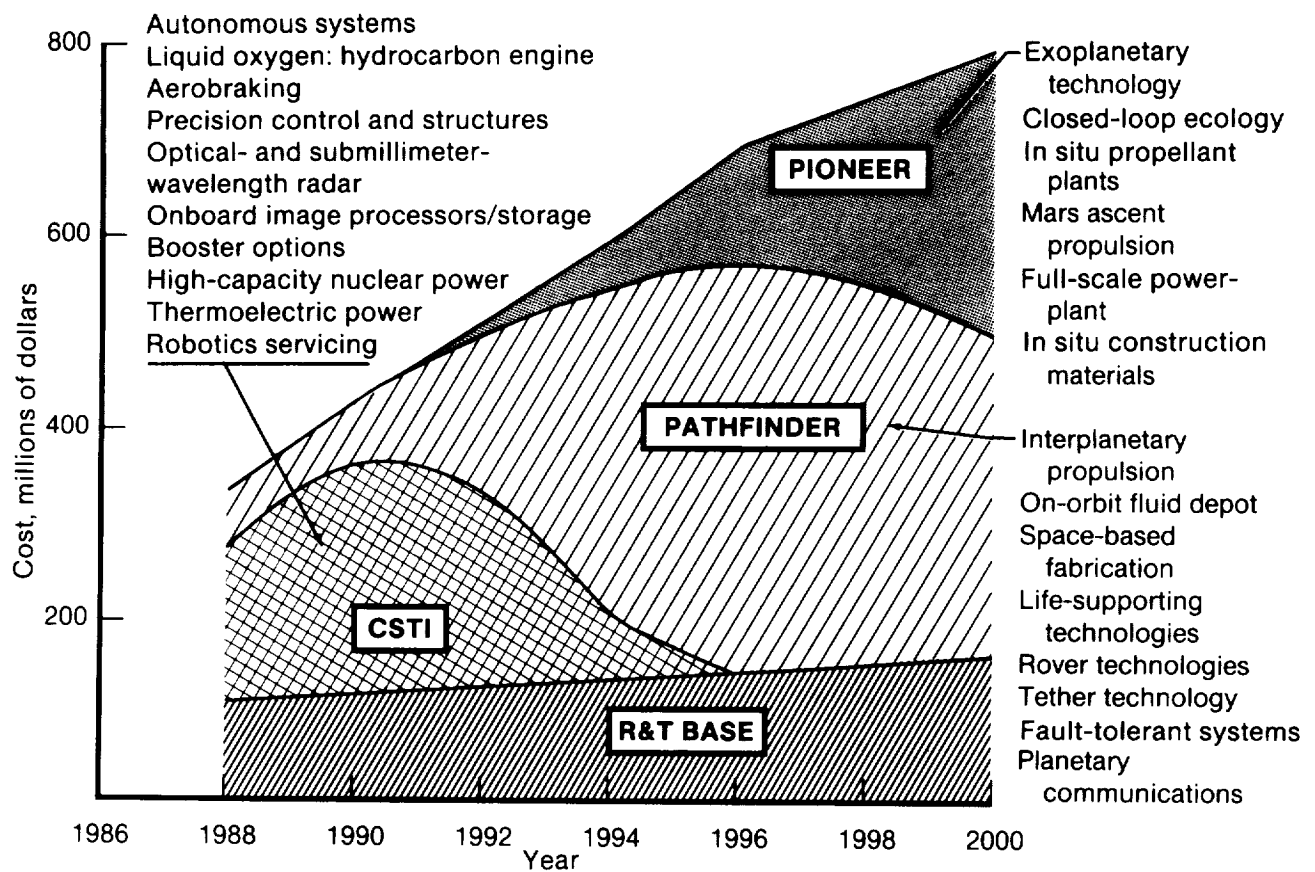 Autonomous systems
Liquid oxygen: hydrocarbon engine
Aerobraking
Precision control and structures
Optical- and submillimeter-
wavelength radar
Onboard image processors/storage
Booster options
High-capacity nuclear power
Thermoelectric power
Robotics servicing
800
600
400
200
Cost, millions of dollars
PIONEER
PATHFINDER
CSTI
R&T BASE
Exoplanetary
technology
Closed-loop ecology
In situ propellant
plants
Mars ascent
propulsion
Full-scale power-
plant
In situ construction
materials
Interplanetary
propulsion
On-orbit fluid depot
Space-based
fabrication
Life-supporting
technologies
Rover technologies
Tether technology
Fault-tolerant systems
Planetary
communications
1986 1988 1990 1992 1994 1996 1998 2000
Year